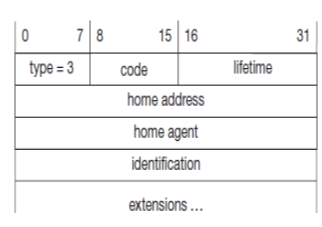 0 7 8 15 16 31
type = 3 code lifetime
home address
home agent
identification
extensions ...